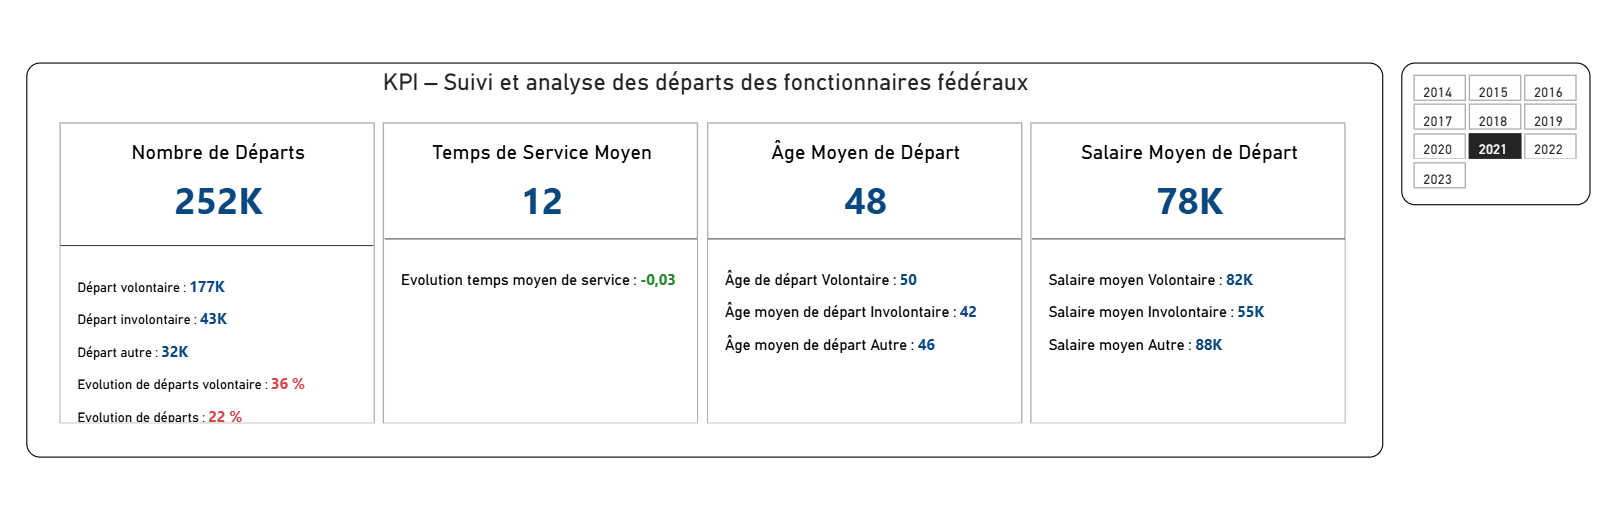 KPI – Suivi et analyse des départs des fonctionnaires fédéraux
Nombre de Départs
252K
Départ volontaire : 177K
Départ involontaire : 43K
Départ autre : 32K
Evolution de départs volontaire : 36 %
Evolution de départs : 22 %
Temps de Service Moyen
12
Evolution temps moyen de service : -0,03
Âge Moyen de Départ
48
Âge de départ Volontaire : 50
Âge moyen de départ Involontaire : 42
Âge moyen de départ Autre : 46
Salaire Moyen de Départ
78K
Salaire moyen Volontaire : 82K
Salaire moyen Involontaire : 55K
Salaire moyen Autre : 88K
2014 2015 2016
2017 2018 2019
2020 2021 2022
2023